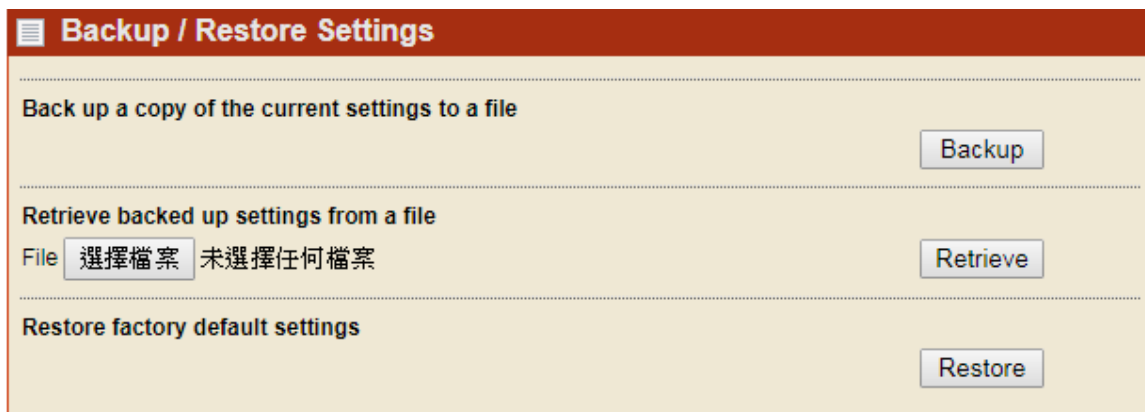 Backup / Restore Settings
Back up a copy of the current settings to a file
Backup
Retrieve backed up settings from a file
File 選擇檔案 未選擇任何檔案 Retrieve
Restore factory default settings
Restore